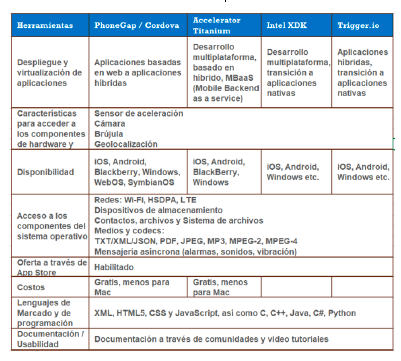 Herramientas
PhoneGap / Cordova
Accelerator
Titanium
Intel XDK
Trigger.io
Despliegue y
virtualización de
aplicaciones
Aplicaciones basadas
en web a aplicaciones
híbridas
Desarrollo
multiplataforma,
basado en
híbrido, MBaaS
(Mobile Backend
as a service)
Desarrollo
multiplataforma,
transición a
aplicaciones
nativas
Aplicaciones
híbridas,
transición a
aplicaciones
nativas
Características
para acceder a
los componentes
de hardware y
Sensor de aceleración
Cámara
Brújula
Geolocalización
Disponibilidad
iOS, Android,
Blackberry, Windows,
WebOS, SymbianOS
iOS, Android,
BlackBerry,
Windows
iOS, Android,
Windows etc.
iOS, Android,
Windows etc.
Acceso a los
componentes del
sistema operativo
Redes: Wi-Fi, HSDPA, LTE
Dispositivos de almacenamiento
Contactos, archivos y Sistema de archivos
Medios y codecs:
TXT/XML/JSON, PDF, JPEG, MP3, MPEG-2, MPEG-4
Mensajería asíncrona (alarmas, sonidos, vibración)
Oferta a través de
App Store
Habilitado
Costos
Gratis, menos para
Mac
Gratis, menos
para Mac
Lenguajes de
Marcado y de
programación
XML, HTML5, CSS y JavaScript, así como C, C++, Java, C#, Python
Documentación /
Usabilidad
Documentación a través de comunidades y video tutoriales